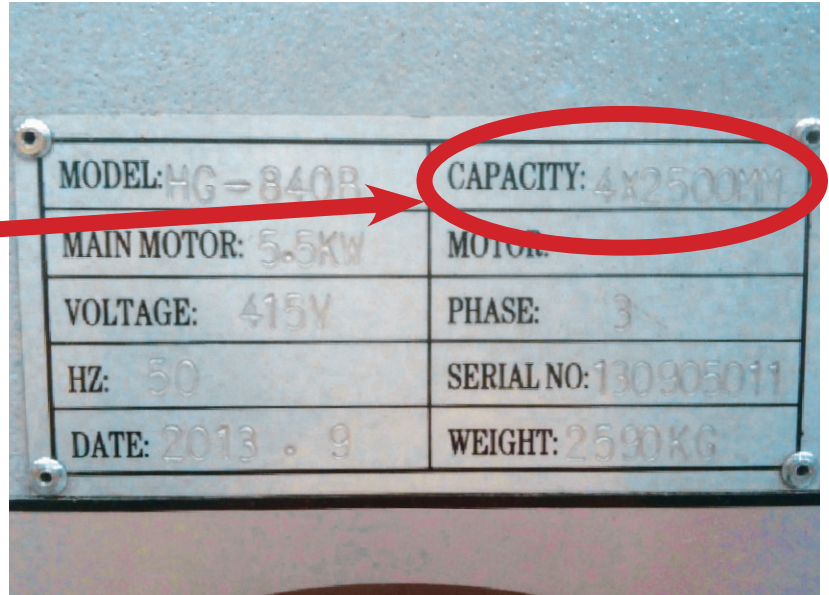 MODEL: HG-840B CAPACITY: 4X2500MM
MAIN MOTOR: 5.5KW MOTOR:
VOLTAGE: 415V PHASE: 3
HZ: 50 SERIAL NO: 130905011
DATE: 2013.9 WEIGHT: 2590KG